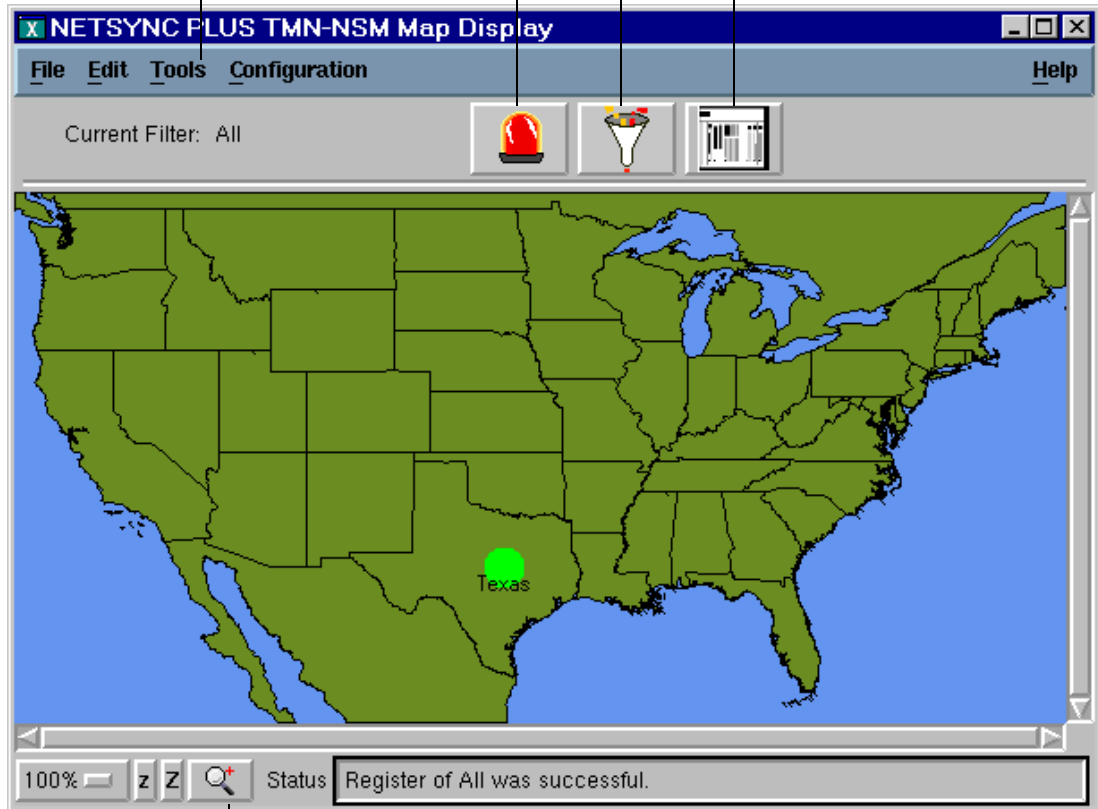 X NETSYNC PLUS TMN-NSM Map Display
File Edit Tools Configuration Help
Current Filter: All
Texas
100% z Z Status Register of All was successful.